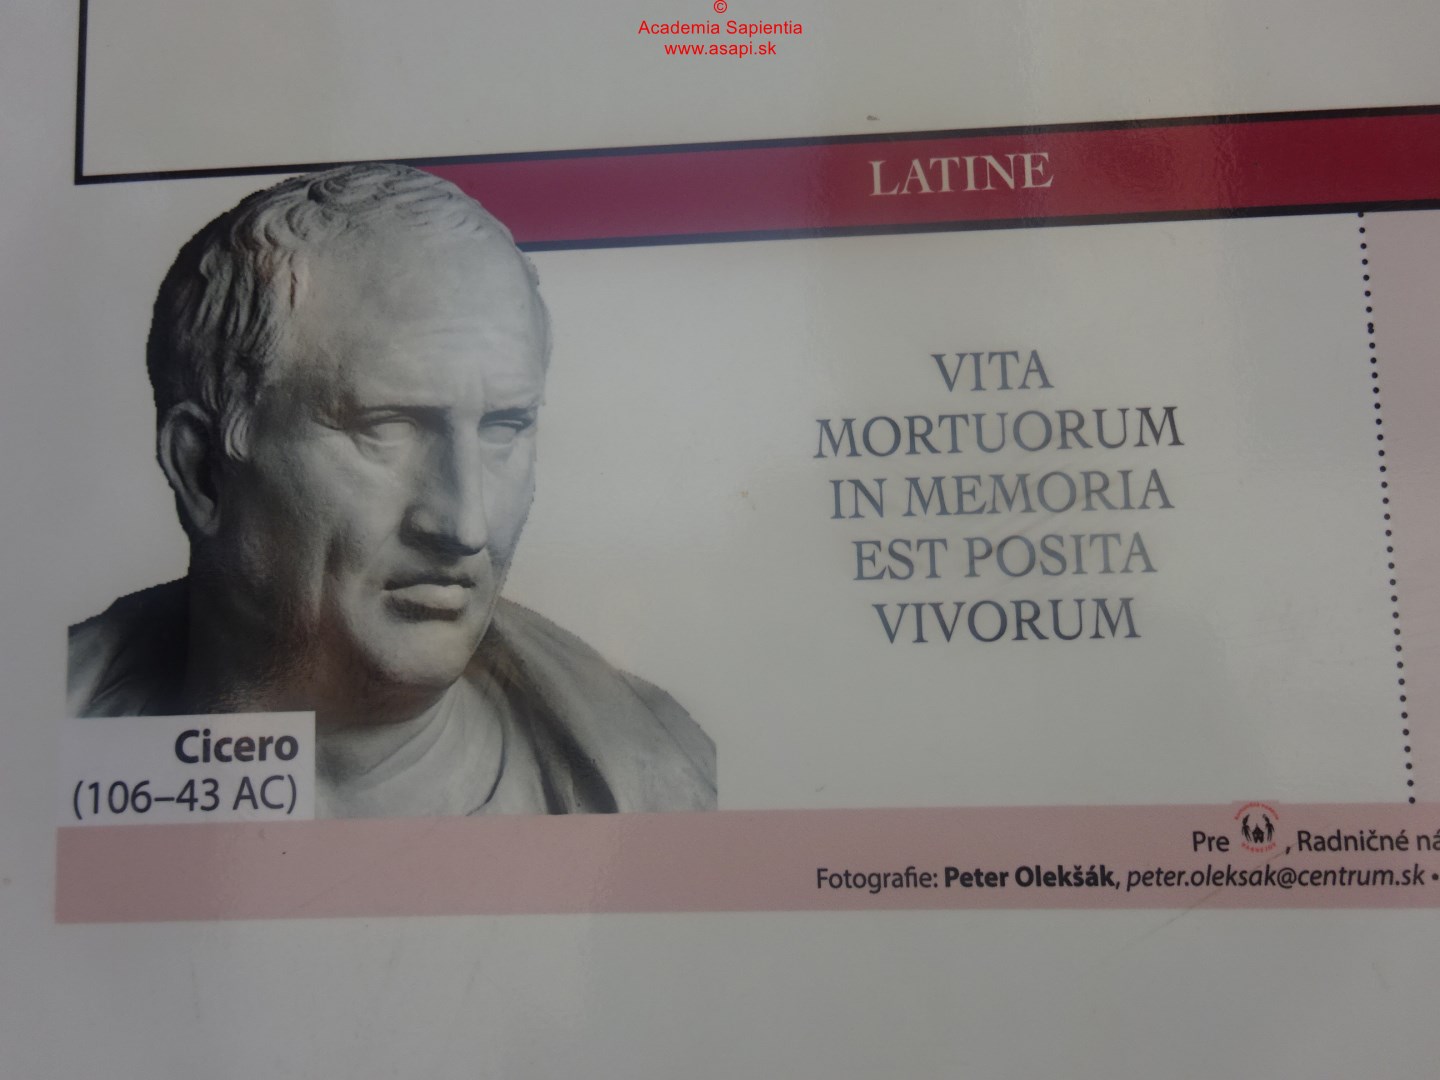 ©
Academia Sapientia
www.asapi.sk
LATINE
VITA
MORTUORUM
IN MEMORIA
EST POSITA
VIVORUM
Cicero
(106–43 AC)
Pre , Radničné ná
Fotografie: Peter Olekšák, peter.oleksak@centrum.sk •